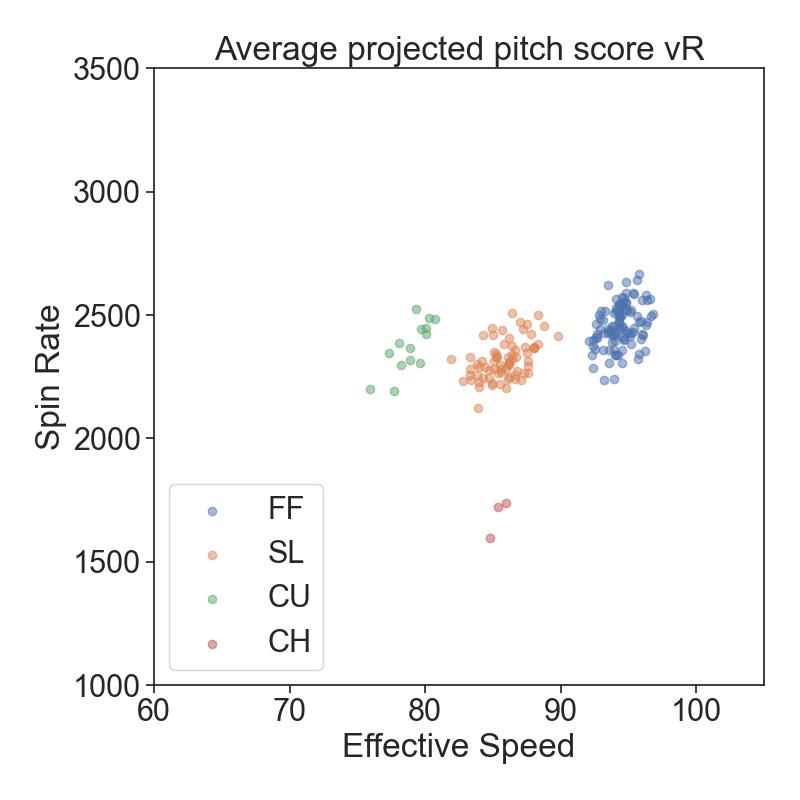 Average projected pitch score vR
3500
3000
2500
2000
1500
1000
Spin Rate
FF
SL
CU
CH
60 70 80 90 100
Effective Speed